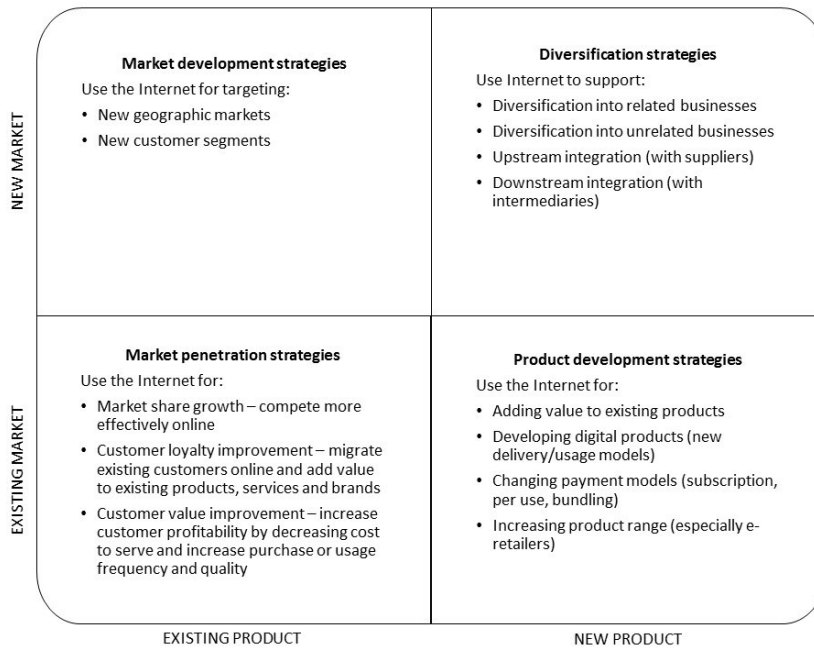 NEW MARKET
Market development strategies
Use the Internet for targeting:
• New geographic markets
• New customer segments
Diversification strategies
Use Internet to support:
• Diversification into related businesses
• Diversification into unrelated businesses
• Upstream integration (with suppliers)
• Downstream integration (with
intermediaries)
EXISTING MARKET
Market penetration strategies
Use the Internet for:
• Market share growth – compete more
effectively online
• Customer loyalty improvement – migrate
existing customers online and add value
to existing products, services and brands
• Customer value improvement – increase
customer profitability by decreasing cost
to serve and increase purchase or usage
frequency and quality
Product development strategies
Use the Internet for:
• Adding value to existing products
• Developing digital products (new
delivery/usage models)
• Changing payment models (subscription,
per use, bundling)
• Increasing product range (especially e-
retailers)
EXISTING PRODUCT
NEW PRODUCT